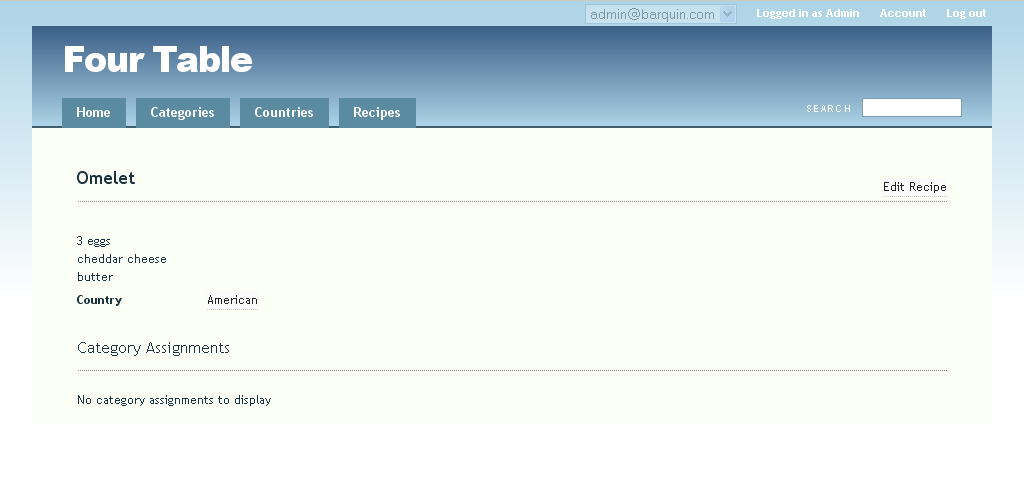 admin@barquin.com Logged in as Admin Account Log out
Four Table
Home Categories Countries Recipes SEARCH
Omelet
Edit Recipe
3 eggs
cheddar cheese
butter
Country American
Category Assignments
No category assignments to display